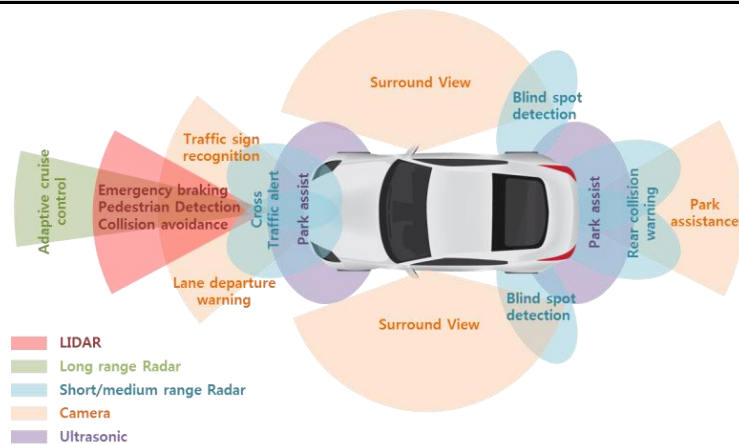 Surround View
Blind spot
detection
Traffic sign
recognition
Adaptive cruise
control
Emergency braking
Pedestrian Detection
Collision avoidance
Cross
Traffic alert
Park assist
Park assist
Rear collision
warning
Park
assistance
Lane departure
warning
Surround View
Blind spot
detection
LIDAR
Long range Radar
Short/medium range Radar
Camera
Ultrasonic